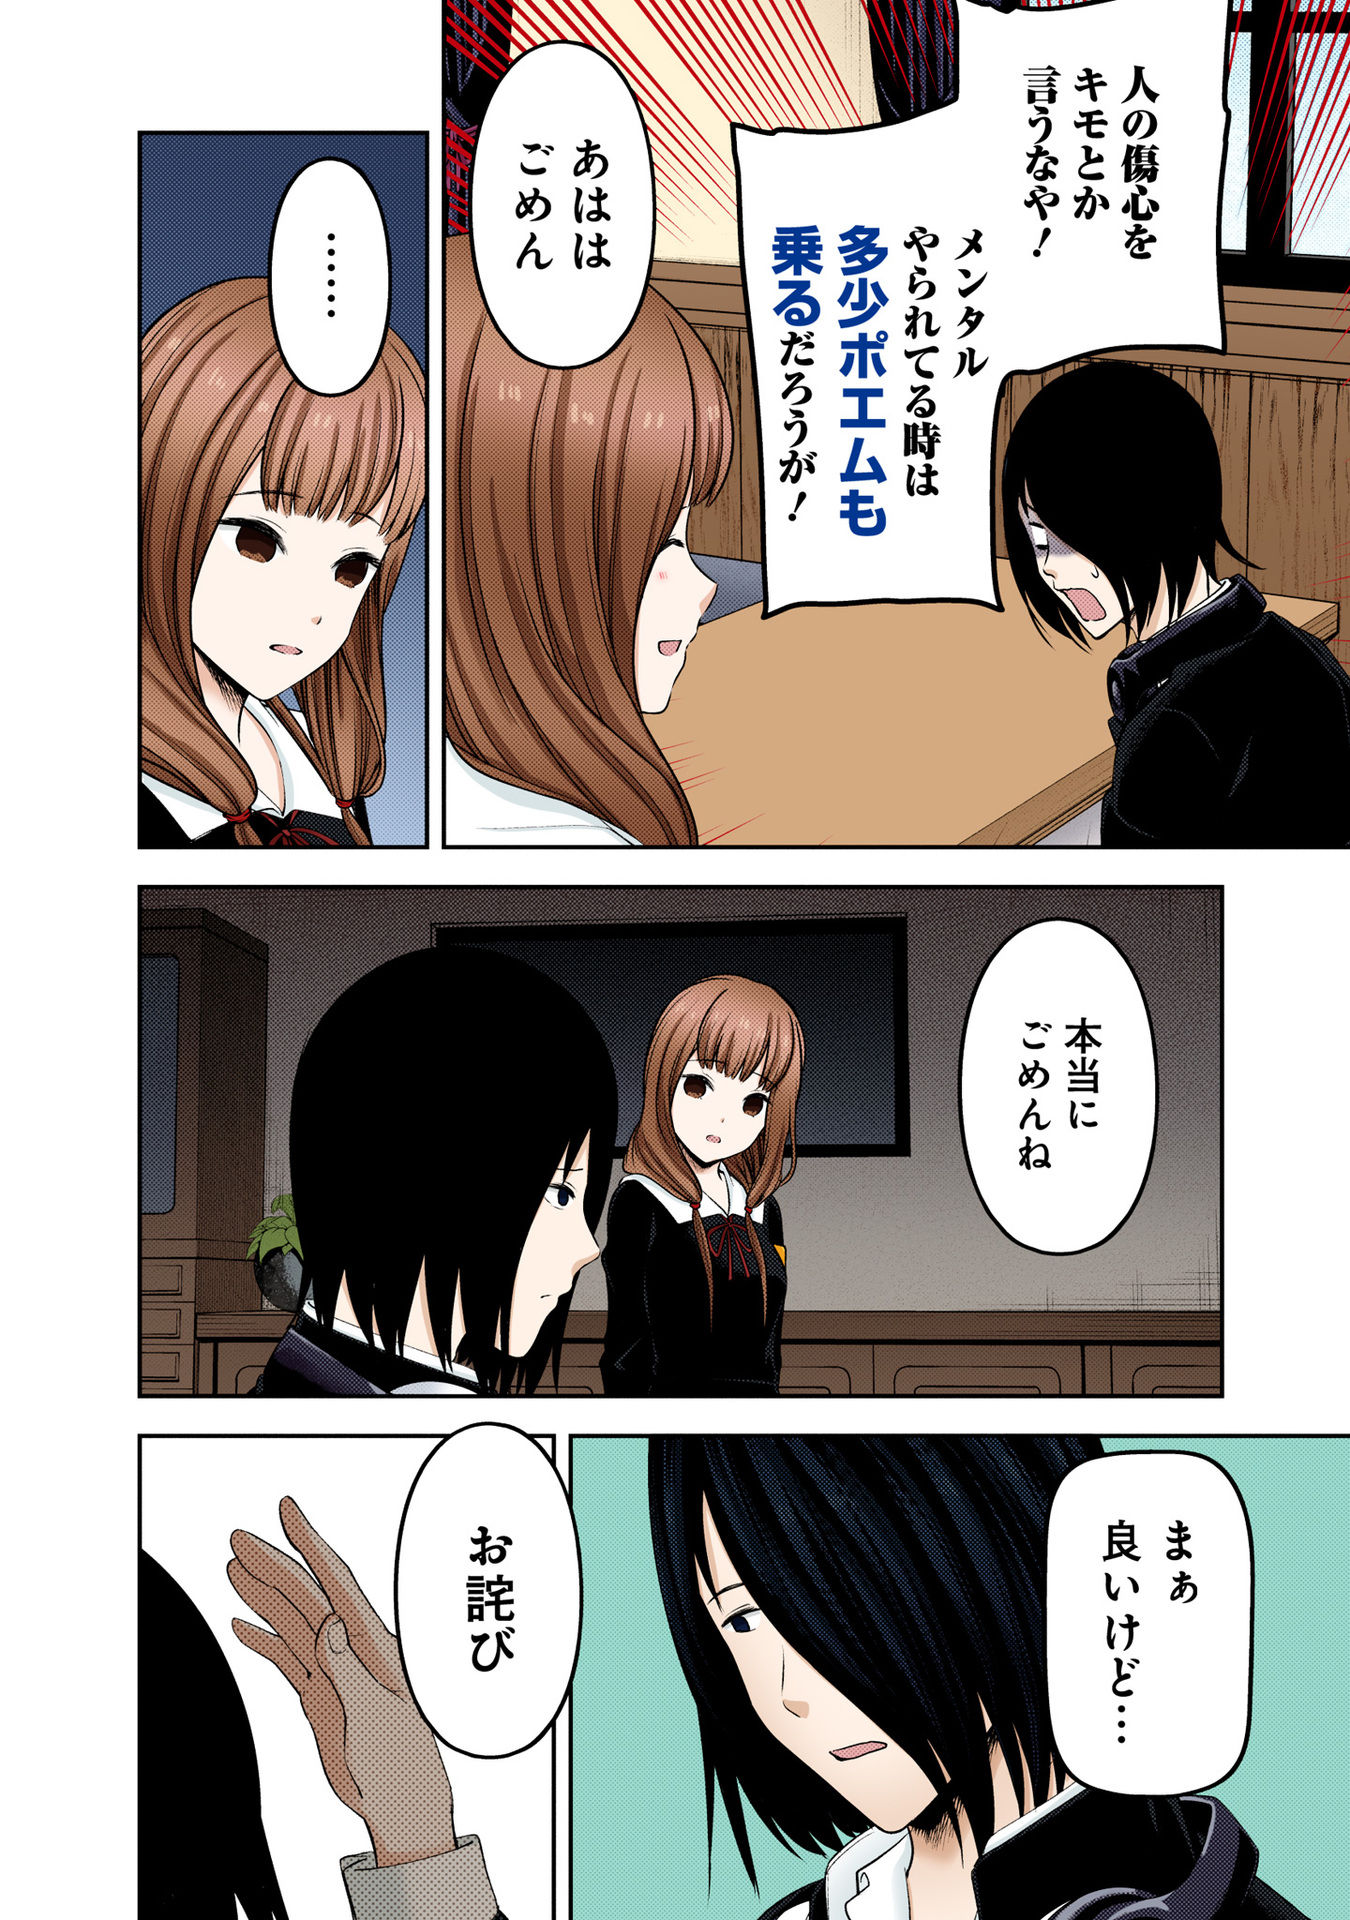 人の傷心を
キモとか
言うなや！
メンタル
やられてる時は
多少ポエムも
乗るだろうが！
あはは
ごめん
……
本当に
ごめんね
まぁ
良いけど…
お詫び